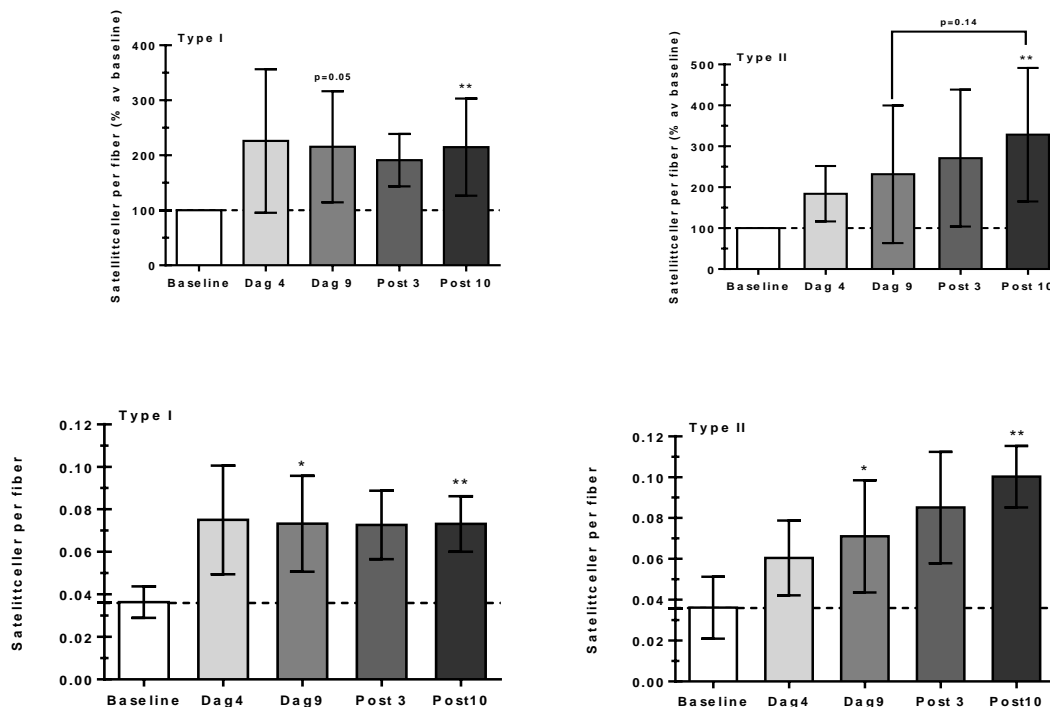 Type I
Satellittceller per fiber (% av baseline)
400
300
200
100
0
p=0.05
**
Baseline Dag 4 Dag 9 Post 3 Post 10
p=0.14
Type II
Satellittceller per fiber (% av baseline)
500
400
300
200
100
0
**
Baseline Dag 4 Dag 9 Post 3 Post 10
Type I
Satellittceller per fiber
0.12
0.10
0.08
0.06
0.04
0.02
0.00
*
**
Baseline Dag4 Dag9 Post 3 Post10
Type II
Satellittceller per fiber
0.12
0.10
0.08
0.06
0.04
0.02
0.00
*
**
Baseline Dag4 Dag9 Post 3 Post10